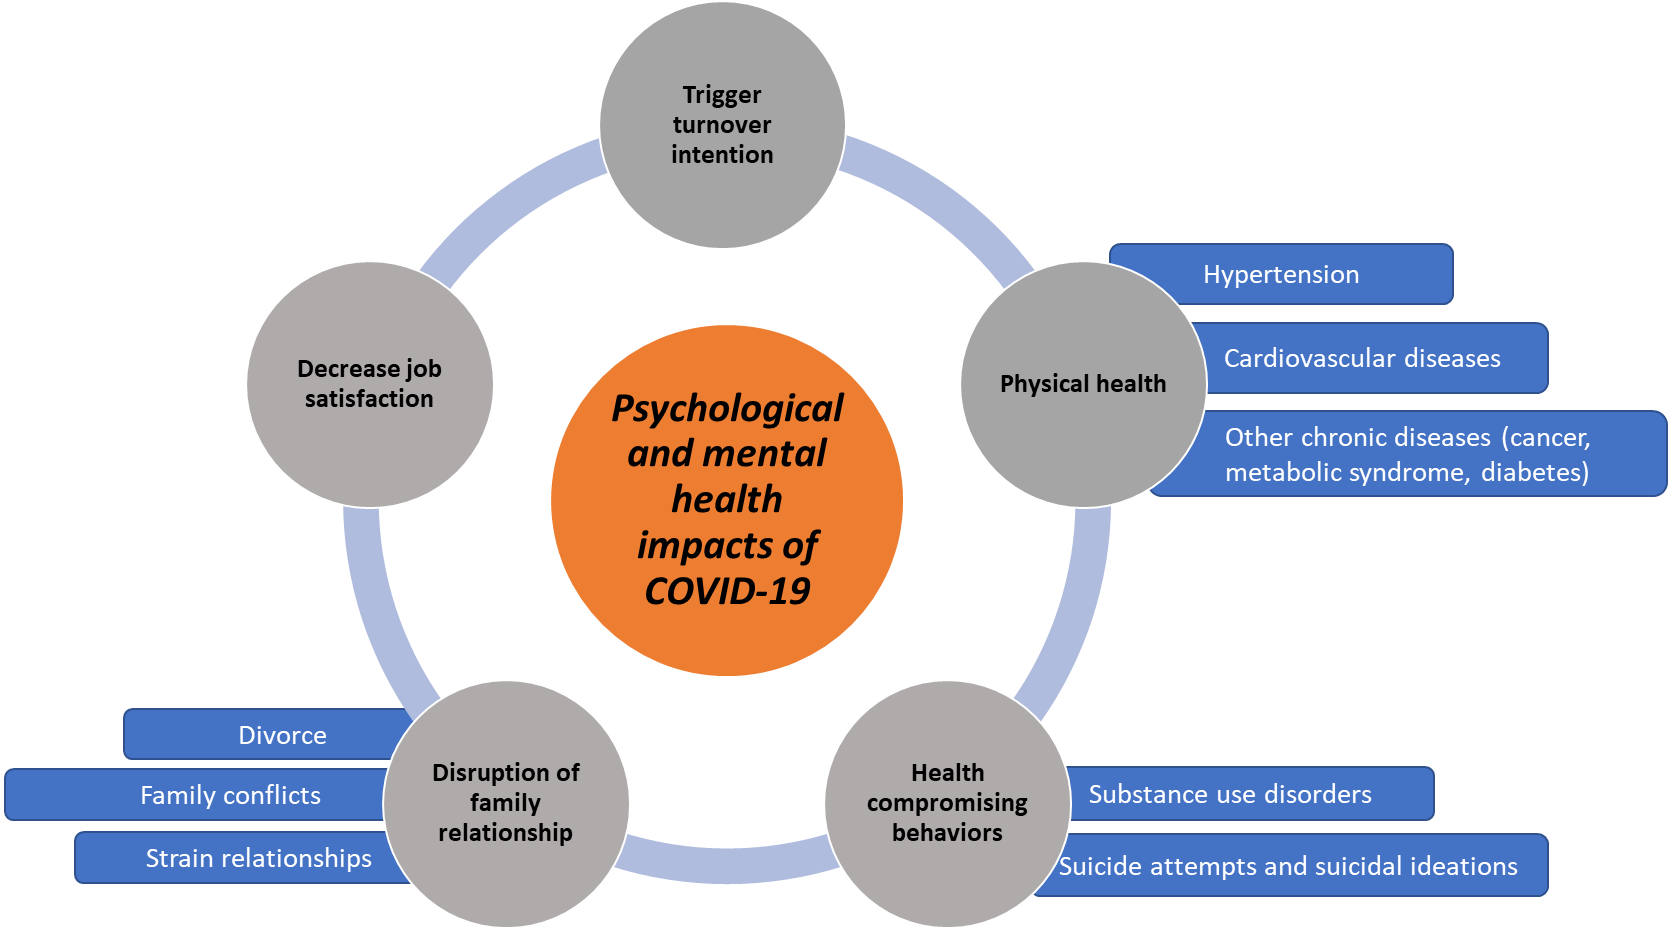 Trigger
turnover
intention
Hypertension
Cardiovascular diseases
Physical health
Other chronic diseases (cancer,
metabolic syndrome, diabetes)
Decrease job
satisfaction
Psychological
and mental
health
impacts of
COVID-19
Divorce
Family conflicts
Strain relationships
Disruption of
family
relationship
Health
compromising
behaviors
Substance use disorders
Suicide attempts and suicidal ideations